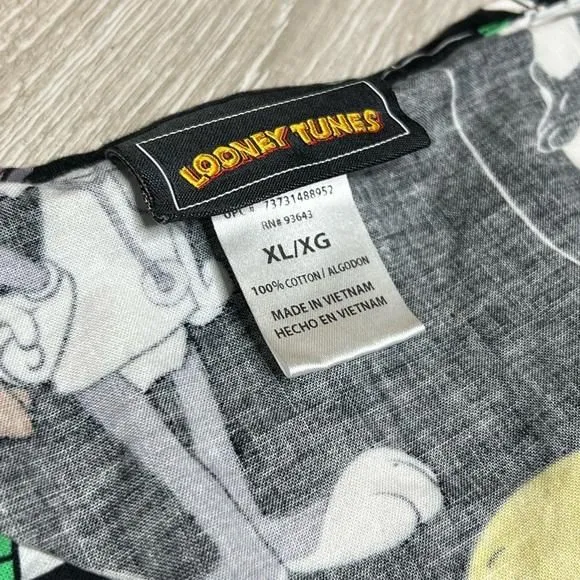 LOONEY TUNES
UPC # 73731488952
RN# 93643
XL/XG
100% COTTON/ ALGODON
MADE IN VIETNAM
HECHO EN VIETNAM